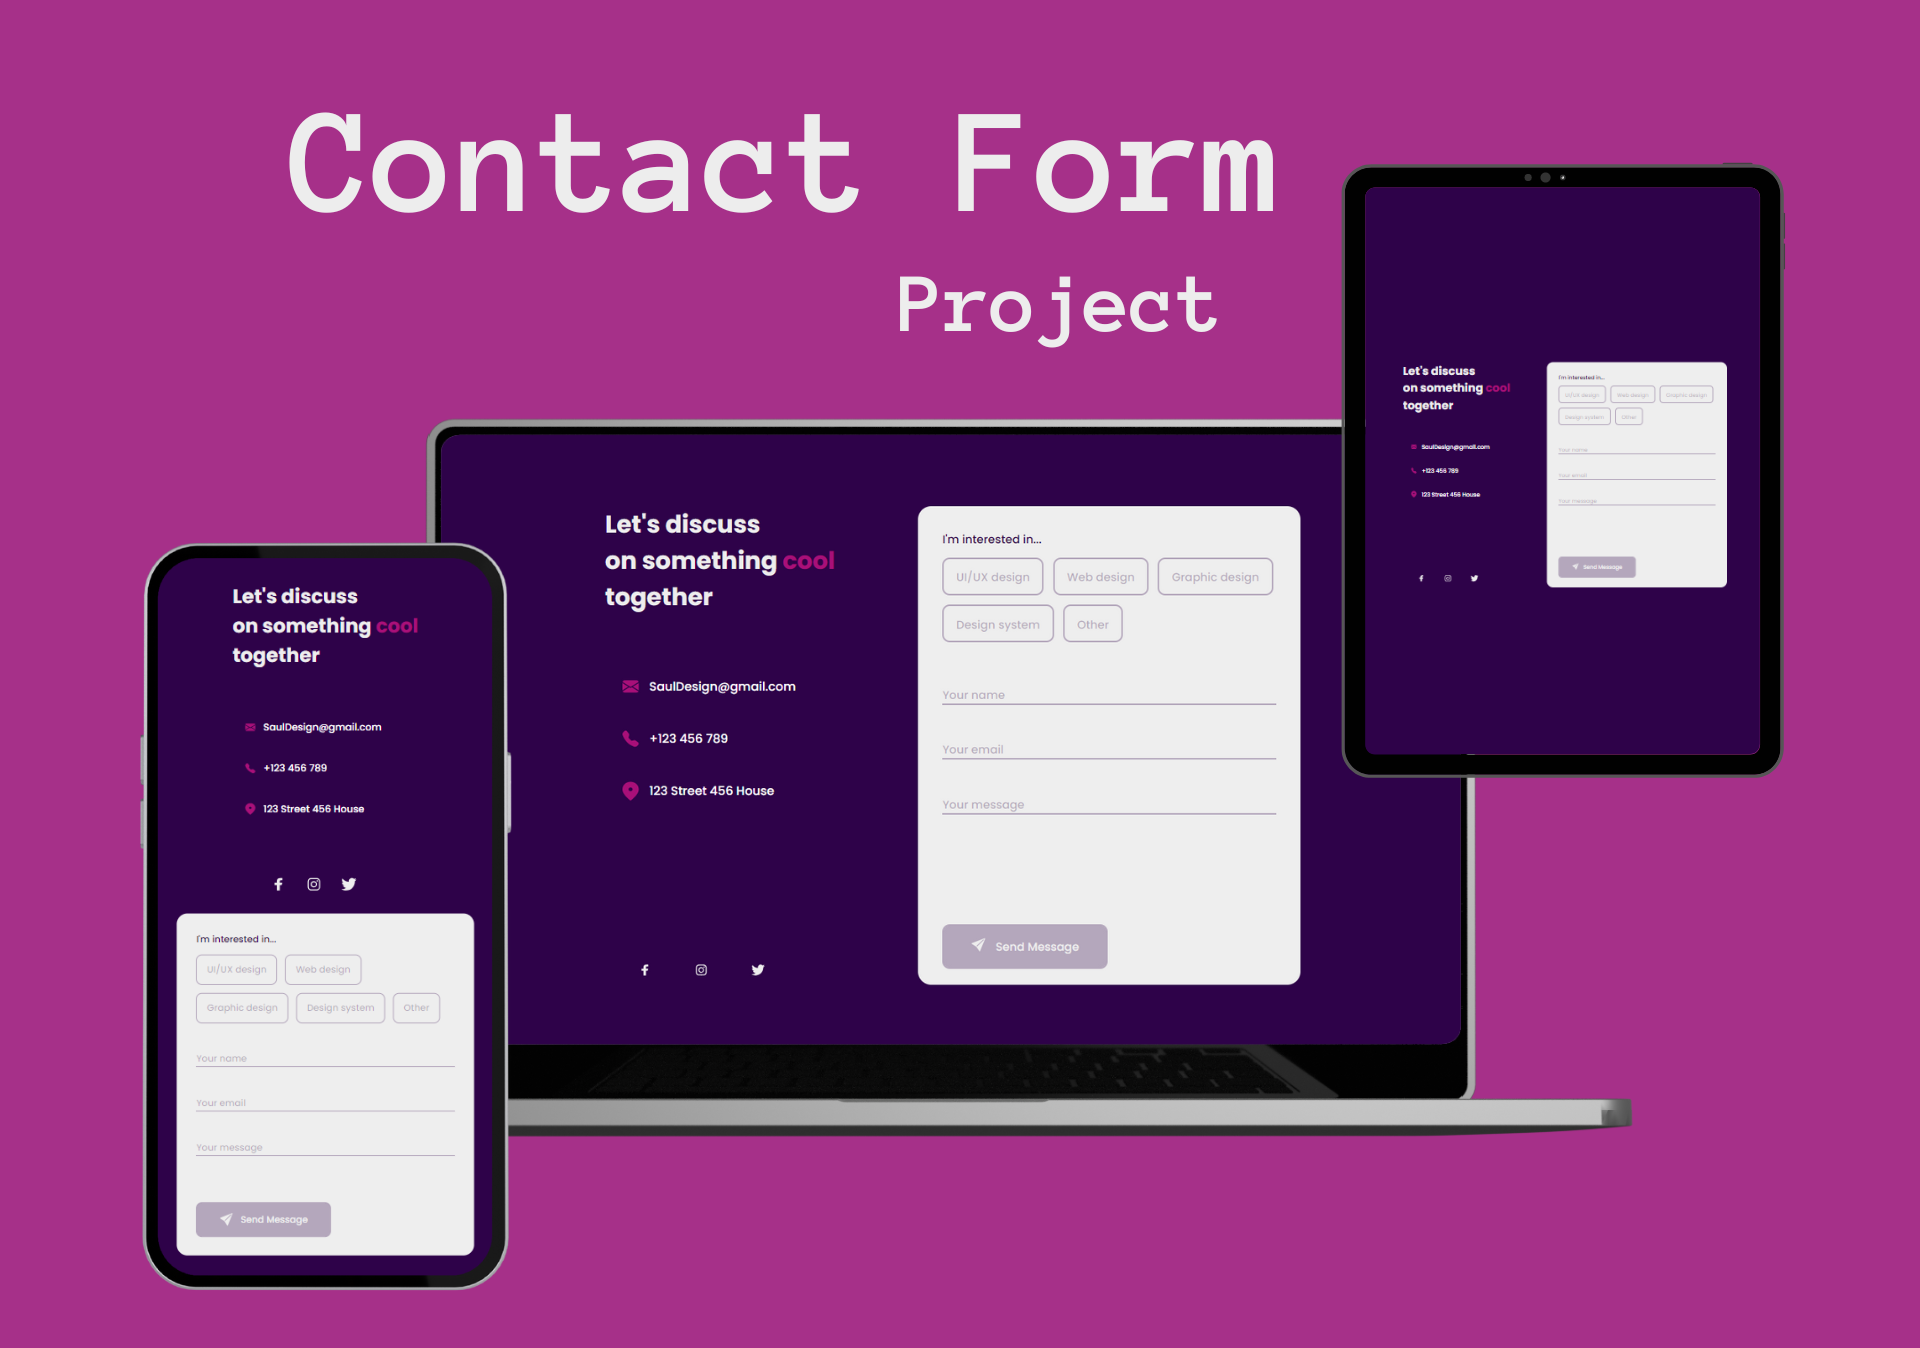 Contact Form
Project
Let's discuss
on something cool
together
SaulDesign@gmail.com
+123 456 789
123 Street 456 House
I'm interested in...
UI/UX design
Web design
Graphic design
Design system
Other
Your name
Your email
Your message
Send Message
Let's discuss
on something cool
together
SaulDesign@gmail.com
+123 456 789
123 Street 456 House
I'm interested in...
UI/UX design Web design Graphic design
Design system Other
Your name
Your email
Your message
Send Message
Let's discuss
on something cool
together
SaulDesign@gmail.com
+123 456 789
123 Street 456 House
I'm interested in...
UI/UX design Web design
Graphic design Design system Other
Your name
Your email
Your message
Send Message